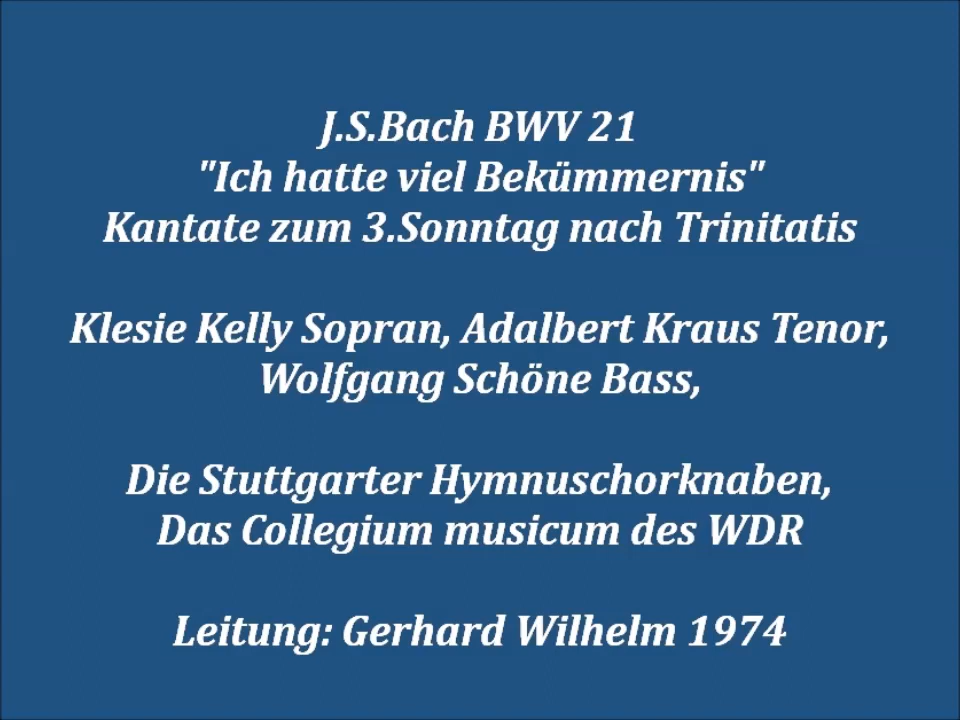 J.S.Bach BWV 21
"Ich hatte viel Bekümmernis"
Kantate zum 3.Sonntag nach Trinitatis
Klesie Kelly Sopran, Adalbert Kraus Tenor,
Wolfgang Schöne Bass,
Die Stuttgarter Hymnuschorknaben,
Das Collegium musicum des WDR
Leitung: Gerhard Wilhelm 1974